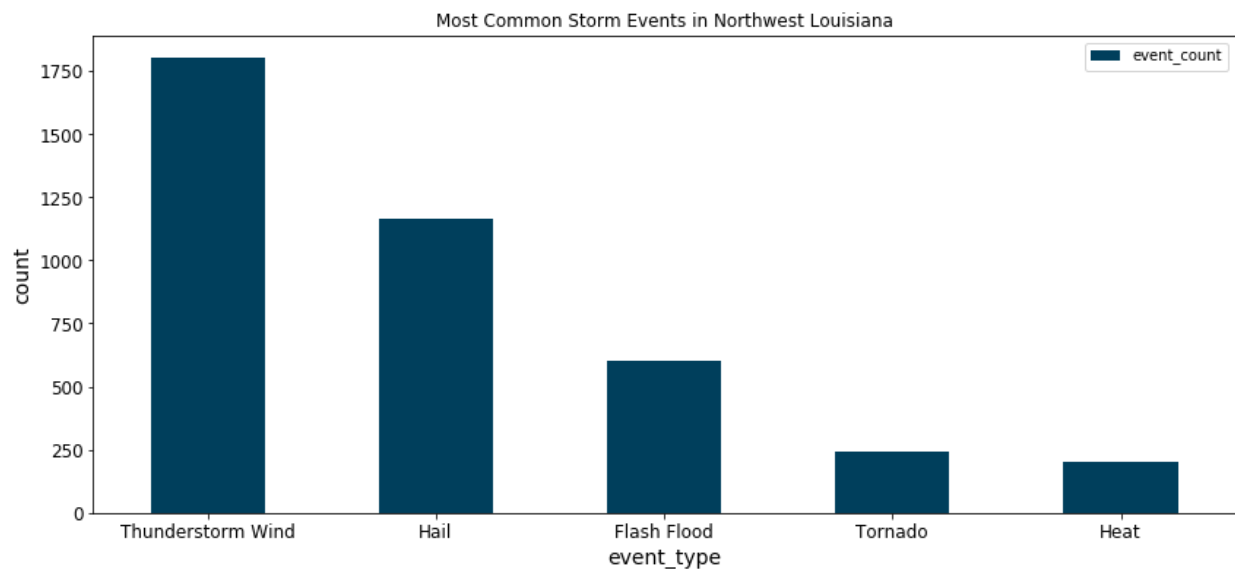 Most Common Storm Events in Northwest Louisiana
event_count
1750
1500
1250
1000
750
500
250
0
count
Thunderstorm Wind
Hail
Flash Flood
Tornado
Heat
event_type